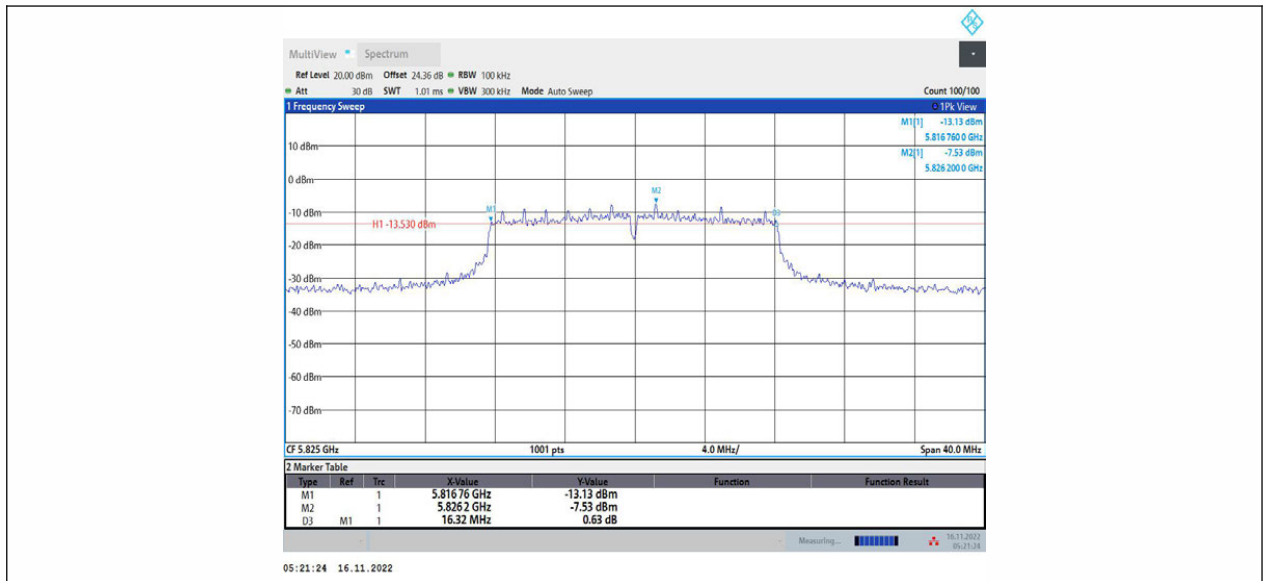 MultiView Spectrum
Ref Level 20.00 dBm Offset 24.36 dB RBW 100 kHz
Att 30 dB SWT 1.01 ms VBW 300 kHz Mode Auto Sweep Count 100/100
1 Frequency Sweep 1Pk View
M1[1] -13.13 dBm
5.816 760 0 GHz
10 dBm
M2[1] -7.53 dBm
5.826 200 0 GHz
0 dBm
M2
-10 dBm
M1
D3
H1 -13.530 dBm
-20 dBm
-30 dBm
-40 dBm
-50 dBm
-60 dBm
-70 dBm
CF 5.825 GHz 1001 pts 4.0 MHz/ Span 40.0 MHz
2 Marker Table
Type Ref Trc X-Value Y-Value Function Function Result
M1 1 5.816 76 GHz -13.13 dBm
M2 1 5.826 2 GHz -7.53 dBm
D3 M1 1 16.32 MHz 0.63 dB
Measuring... 16.11.2022
05:21:24
05:21:24 16.11.2022